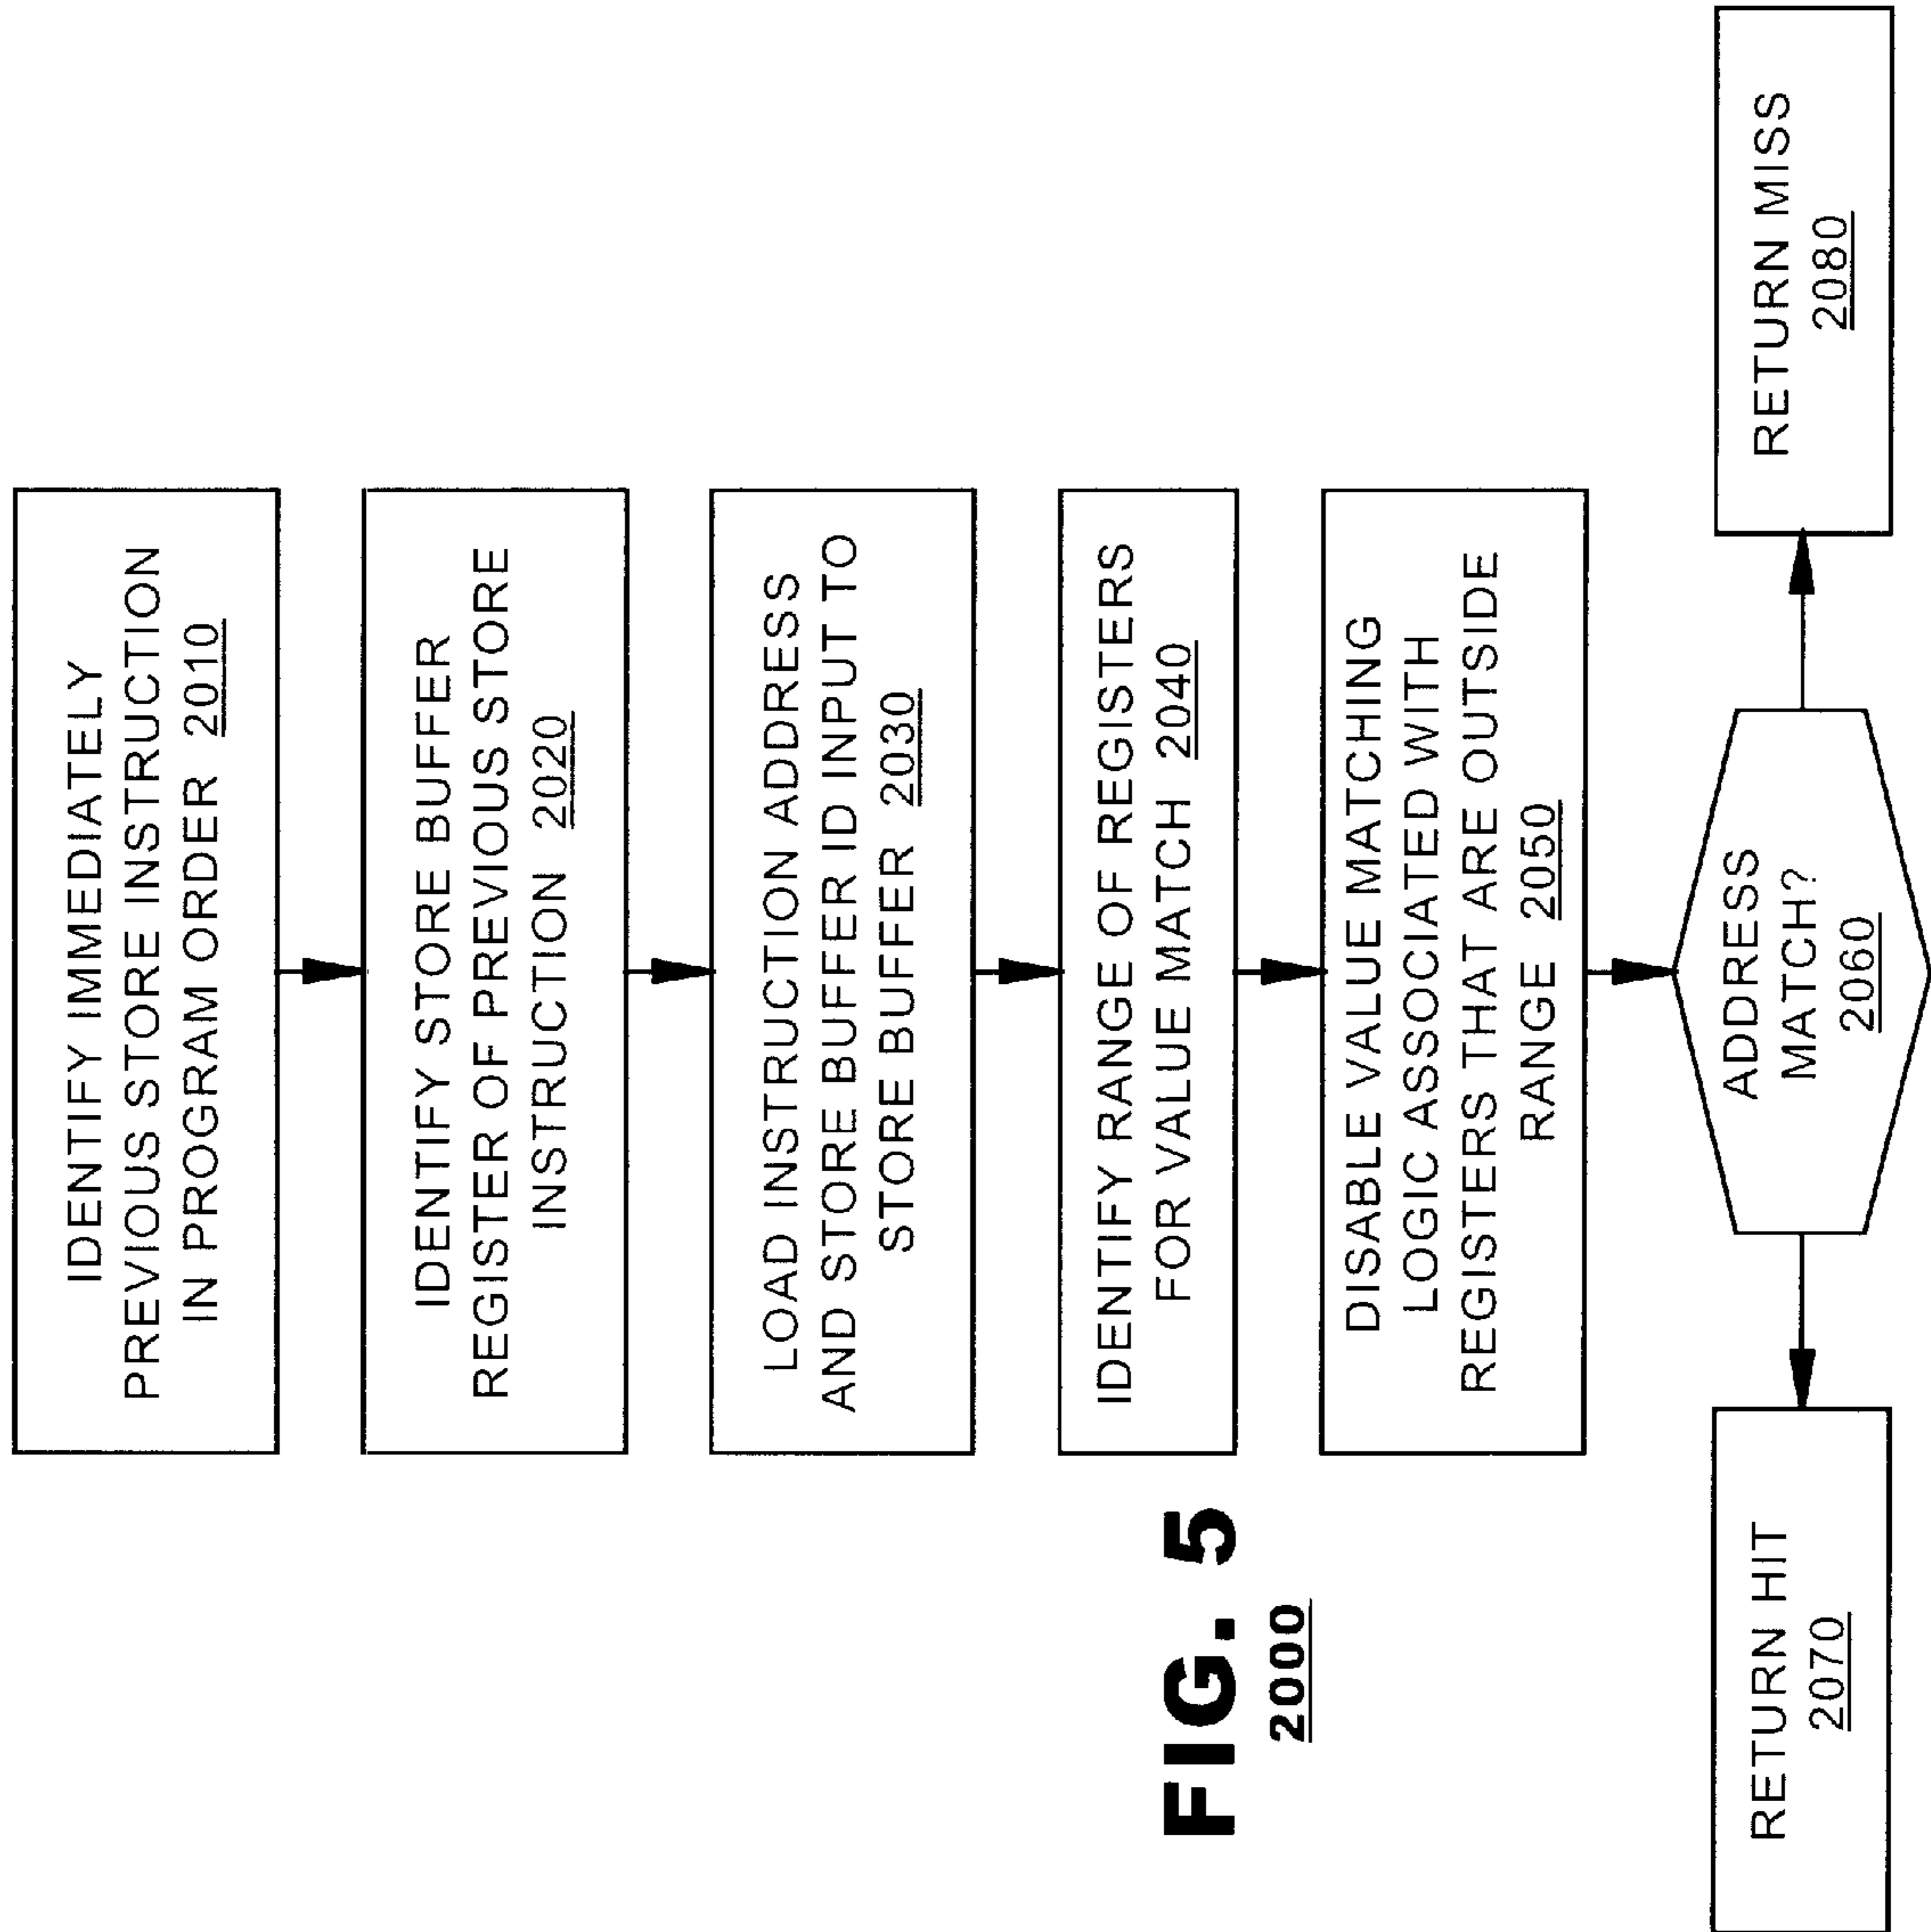 IDENTIFY IMMEDIATELY
PREVIOUS STORE INSTRUCTION
IN PROGRAM ORDER 2010
IDENTIFY STORE BUFFER
REGISTER OF PREVIOUS STORE
INSTRUCTION 2020
LOAD INSTRUCTION ADDRESS
AND STORE BUFFER ID INPUT TO
STORE BUFFER 2030
IDENTIFY RANGE OF REGISTERS
FOR VALUE MATCH 2040
DISABLE VALUE MATCHING
LOGIC ASSOCIATED WITH
REGISTERS THAT ARE OUTSIDE
RANGE 2050
ADDRESS
MATCH?
2060
RETURN HIT
2070
RETURN MISS
2080
FIG. 5
2000